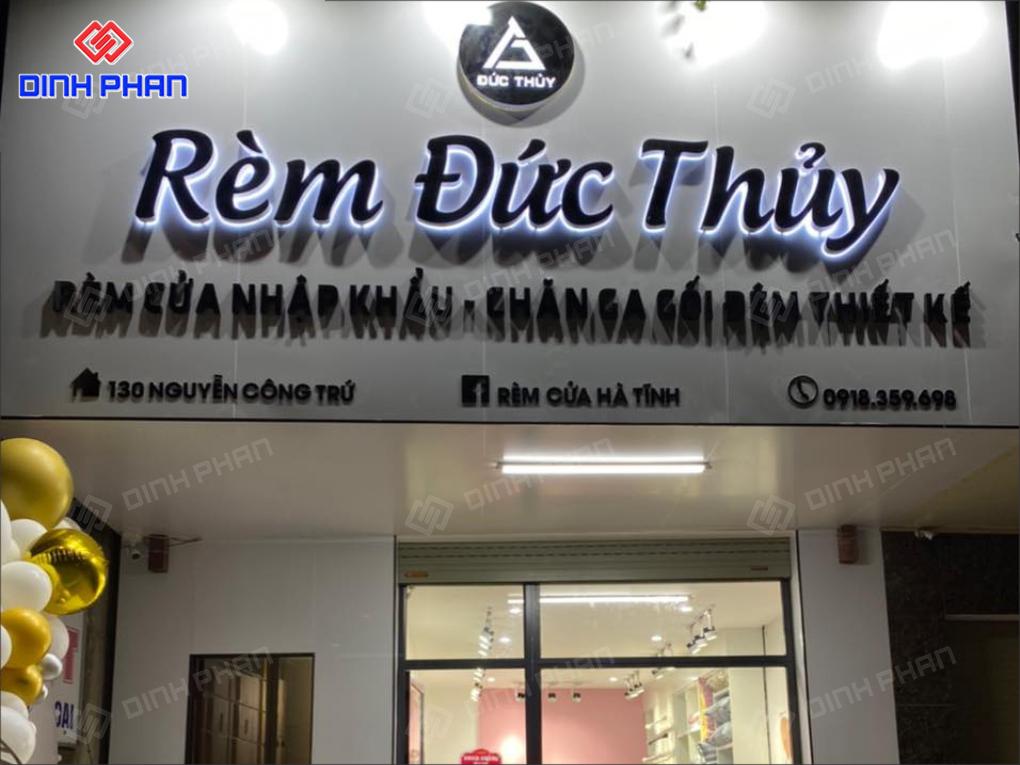 DINH PHAN
ĐỨC THỦY
Rèm Đức Thủy
RÈM CỬA NHẬP KHẨU - CHĂN GA GỐI ĐỆM THIẾT KẾ
130 NGUYỄN CÔNG TRỨ
RÈM CỬA HÀ TĨNH
0918.359.698